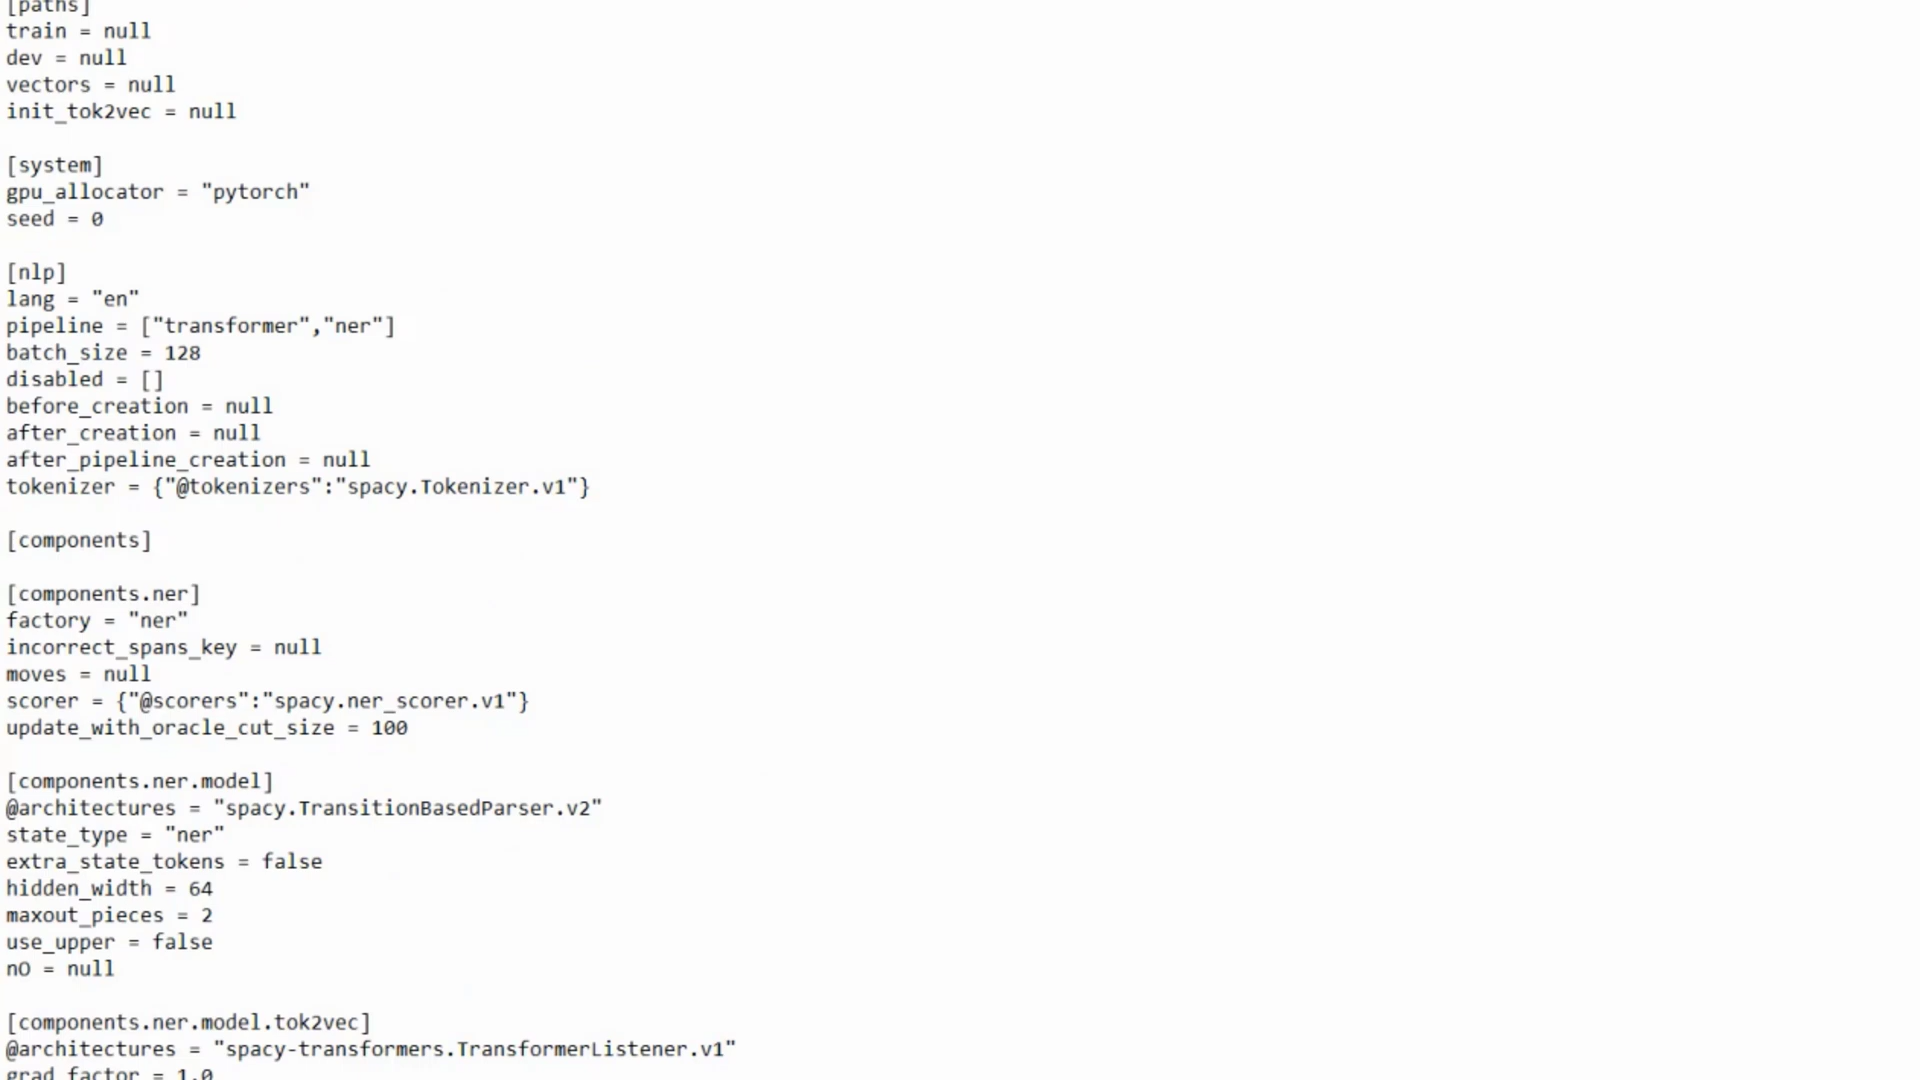 [paths]
train = null
dev = null
vectors = null
init_tok2vec = null
[system]
gpu_allocator = "pytorch"
seed = 0
[nlp]
lang = "en"
pipeline = ["transformer","ner"]
batch_size = 128
disabled = []
before_creation = null
after_creation = null
after_pipeline_creation = null
tokenizer = {"@tokenizers":"spacy.Tokenizer.v1"}
[components]
[components.ner]
factory = "ner"
incorrect_spans_key = null
moves = null
scorer = {"@scorers":"spacy.ner_scorer.v1"}
update_with_oracle_cut_size = 100
[components.ner.model]
@architectures = "spacy.TransitionBasedParser.v2"
state_type = "ner"
extra_state_tokens = false
hidden_width = 64
maxout_pieces = 2
use_upper = false
nO = null
[components.ner.model.tok2vec]
@architectures = "spacy-transformers.TransformerListener.v1"
grad_factor = 1.0